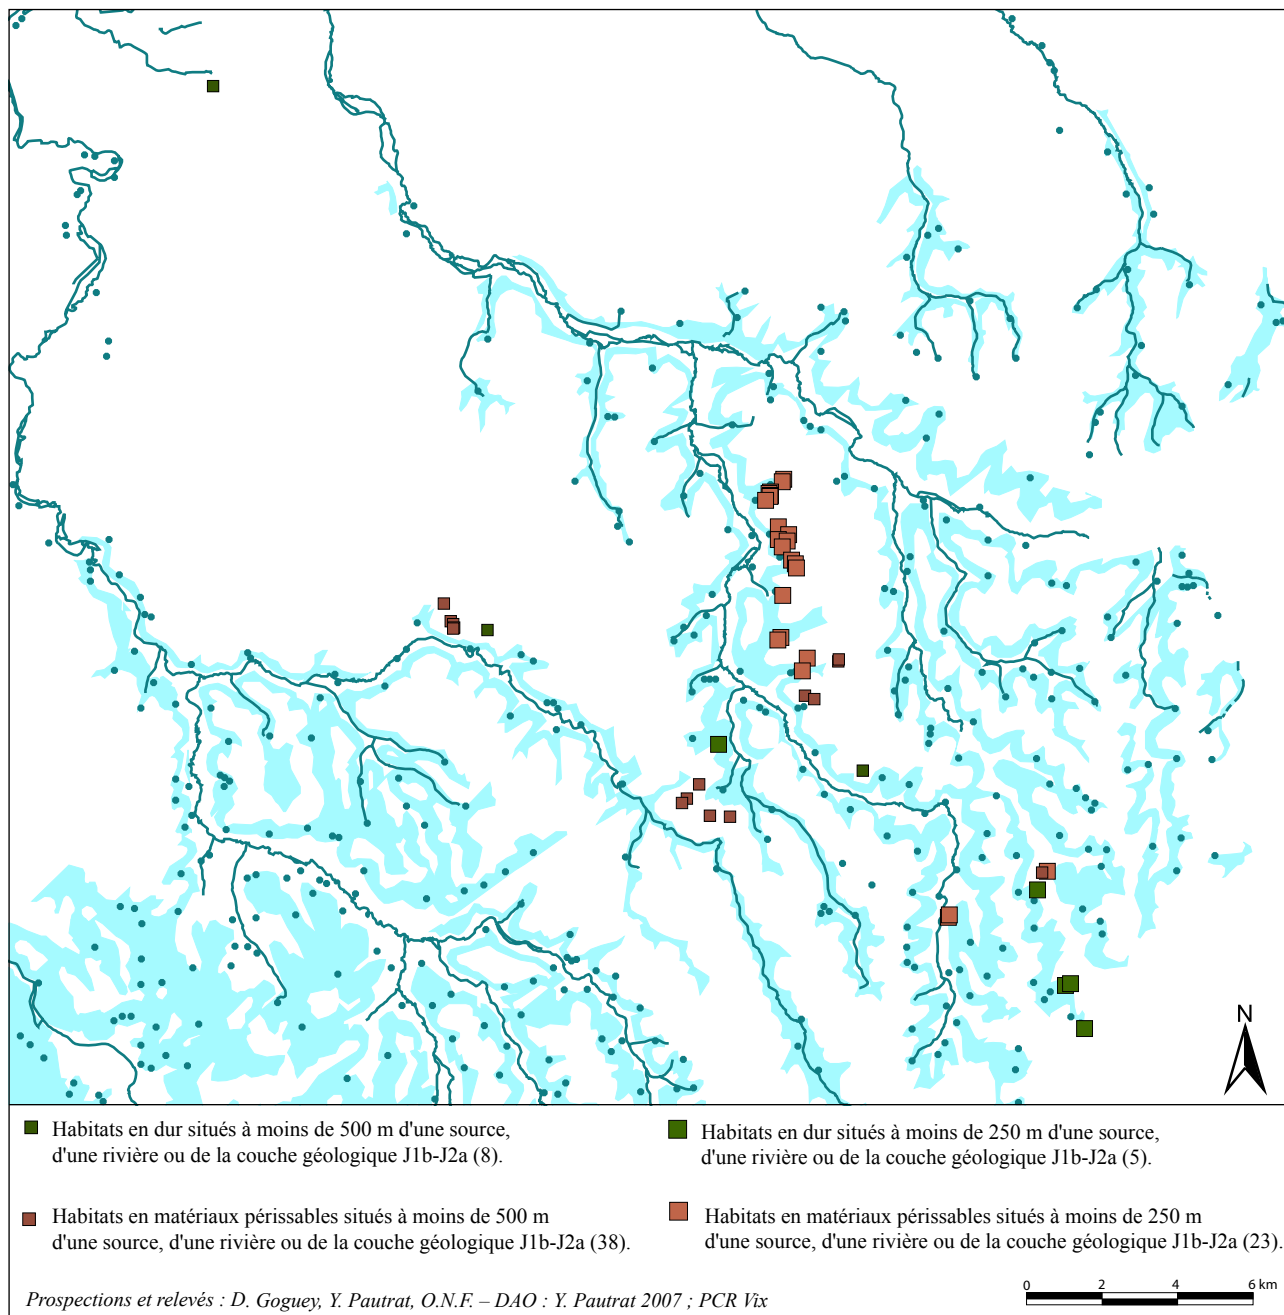 N
Habitats en dur situés à moins de 500 m d'une source,
d'une rivière ou de la couche géologique J1b-J2a (8).
Habitats en dur situés à moins de 250 m d'une source,
d'une rivière ou de la couche géologique J1b-J2a (5).
Habitats en matériaux périssables situés à moins de 500 m
d'une source, d'une rivière ou de la couche géologique J1b-J2a (38).
Habitats en matériaux périssables situés à moins de 250 m
d'une source, d'une rivière ou de la couche géologique J1b-J2a (23).
0 2 4 6 km
Prospections et relevés : D. Goguey, Y. Pautrat, O.N.F. – DAO : Y. Pautrat 2007 ; PCR Vix